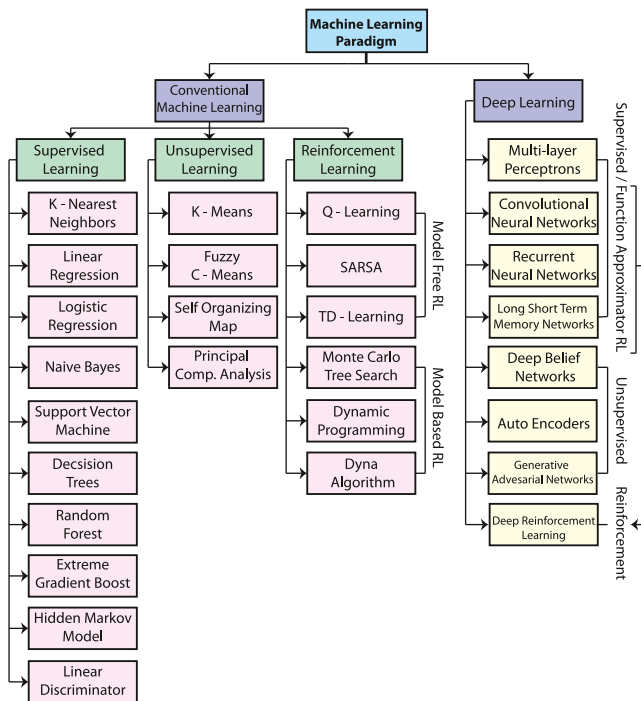 Machine Learning
Paradigm
Conventional
Machine Learning
Deep Learning
Supervised
Learning
Unsupervised
Learning
Reinforcement
Learning
K - Nearest
Neighbors
Linear
Regression
Logistic
Regression
Naive Bayes
Support Vector
Machine
Decsision
Trees
Random
Forest
Extreme
Gradient Boost
Hidden Markov
Model
Linear
Discriminator
K - Means
Fuzzy
C - Means
Self Organizing
Map
Principal
Comp. Analysis
Q - Learning
SARSA
TD - Learning
Monte Carlo
Tree Search
Dynamic
Programming
Dyna
Algorithm
Model Free RL
Model Based RL
Multi-layer
Perceptrons
Convolutional
Neural Networks
Recurrent
Neural Networks
Long Short Term
Memory Networks
Deep Belief
Networks
Auto Encoders
Generative
Advesarial Networks
Deep Reinforcement
Learning
Supervised /
Function Approximator RL
Unsupervised
Reinforcement